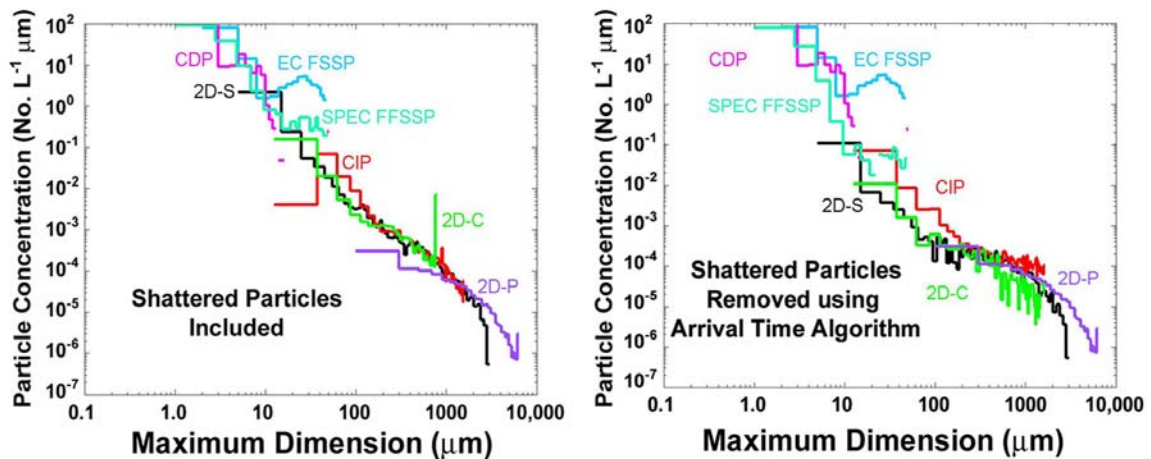 Particle Concentration (No. L⁻¹ μm)
10²
10¹
10⁰
10⁻¹
10⁻²
10⁻³
10⁻⁴
10⁻⁵
10⁻⁶
10⁻⁷
CDP
EC FSSP
2D-S
SPEC FFSSP
CIP
2D-C
2D-P
Shattered Particles
Included
0.1
1.0
10
100
1000
10,000
Maximum Dimension (μm)
Particle Concentration (No. L⁻¹ μm)
10²
10¹
10⁰
10⁻¹
10⁻²
10⁻³
10⁻⁴
10⁻⁵
10⁻⁶
10⁻⁷
CDP
EC FSSP
SPEC FFSSP
CIP
2D-S
2D-C
2D-P
Shattered Particles
Removed using
Arrival Time Algorithm
0.1
1.0
10
100
1000
10,000
Maximum Dimension (μm)